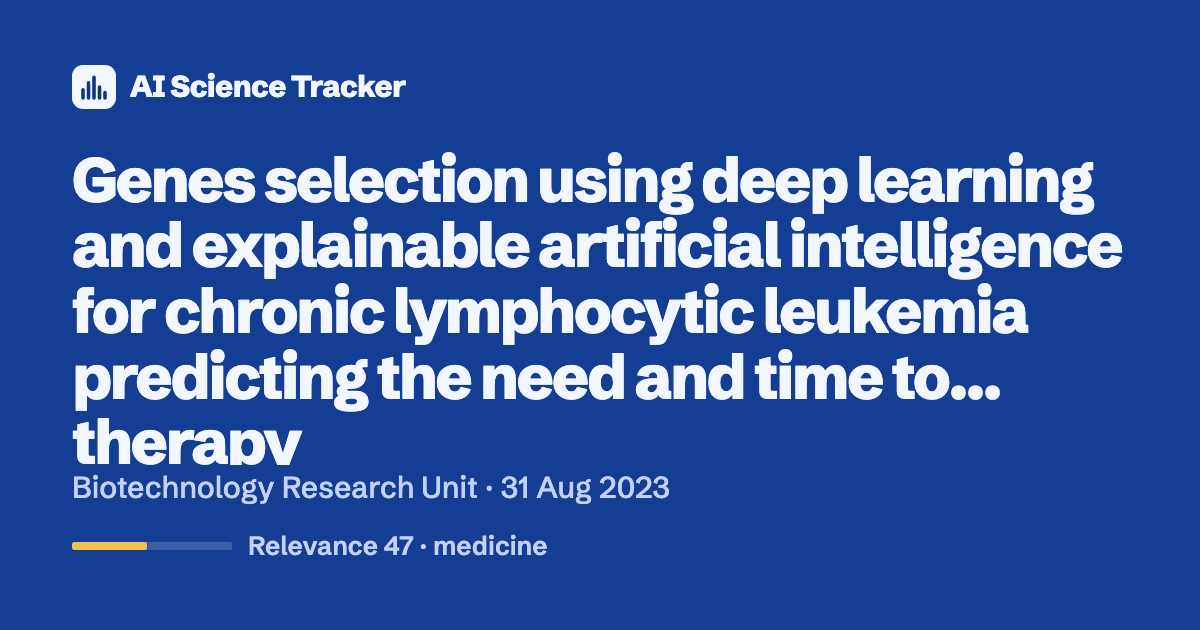 AI Science Tracker
Genes selection using deep learning
and explainable artificial intelligence
for chronic lymphocytic leukemia
predicting the need and time to...
therapy
Biotechnology Research Unit · 31 Aug 2023
Relevance 47 · medicine